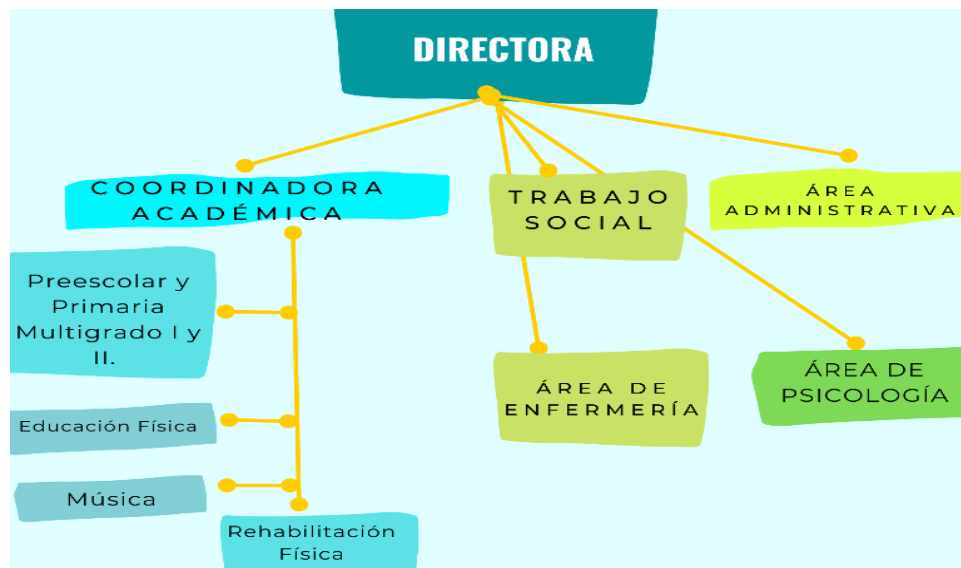 DIRECTORA
COORDINADORA
ACADÉMICA
TRABAJO
SOCIAL
ÁREA
ADMINISTRATIVA
Preescolar y
Primaria
Multigrado I y
II.
Educación Física
Música
Rehabilitación
Física
ÁREA DE
ENFERMERÍA
ÁREA DE
PSICOLOGÍA